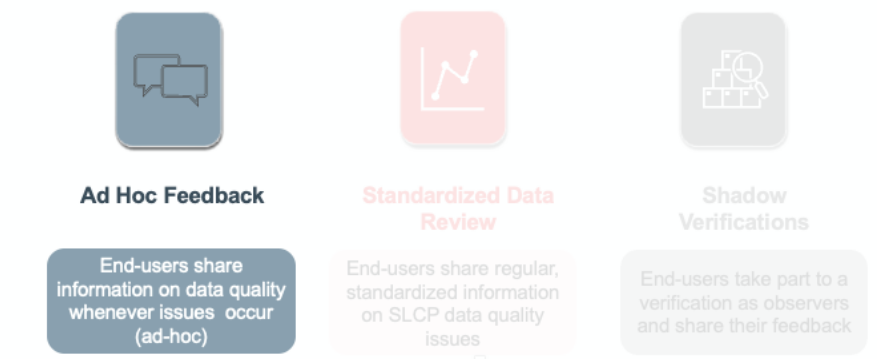 Ad Hoc Feedback
End-users share
information on data quality
whenever issues occur
(ad-hoc)
Standardized Data
Review
End-users share regular,
standardized information
on SLCP data quality
issues
Shadow
Verifications
End-users take part to a
verification as observers
and share their feedback